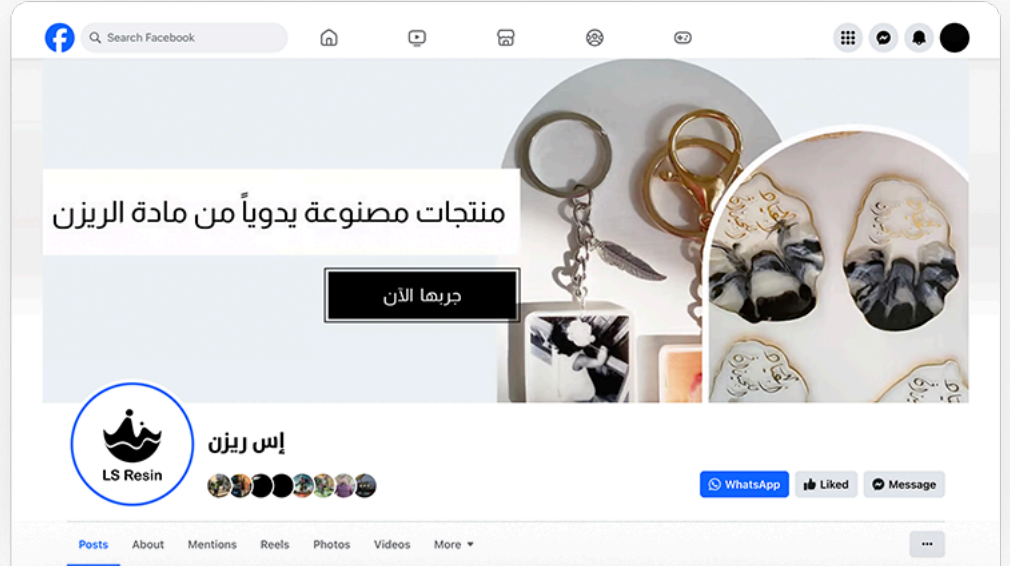 Search Facebook
منتجات مصنوعة يدوياً من مادة الريزن
جربها الآن
LS Resin
إس ريزن
WhatsApp
Liked
Message
Posts About Mentions Reels Photos Videos More